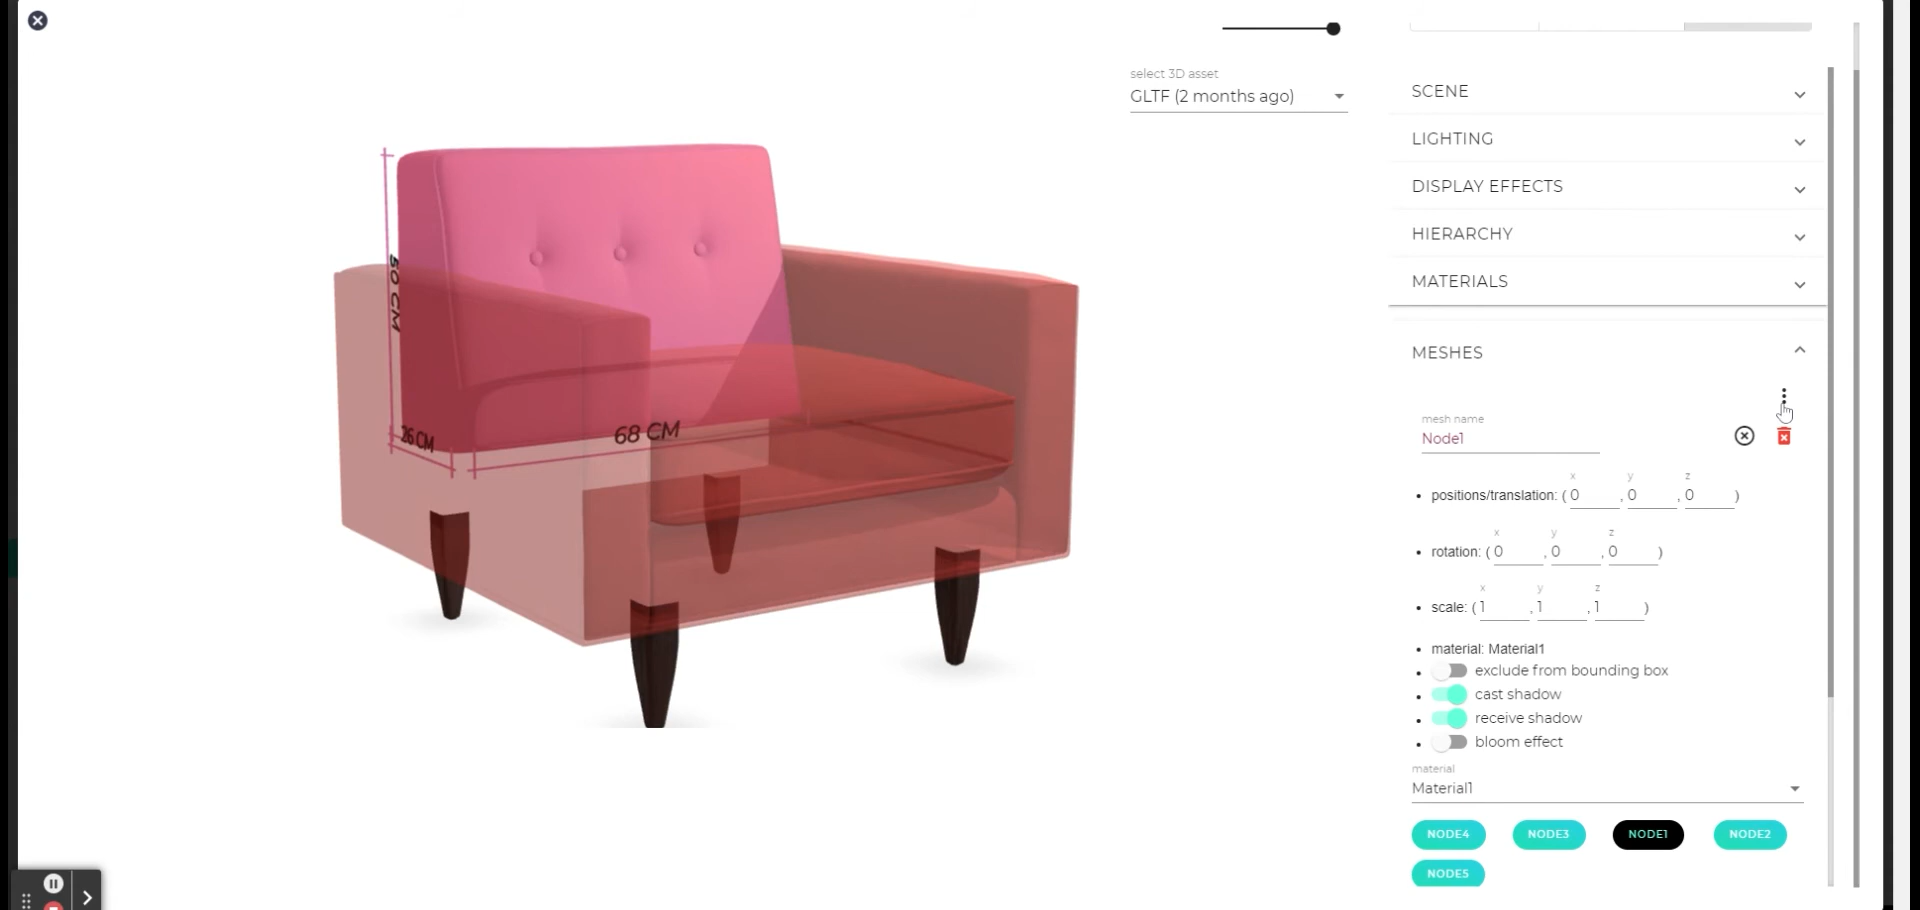 select 3D asset
GLTF (2 months ago)
SCENE
LIGHTING
DISPLAY EFFECTS
HIERARCHY
MATERIALS
MESHES
mesh name
Node1
x y z
positions/translation: ( 0 , 0 , 0 )
x y z
rotation: ( 0 , 0 , 0 )
x y z
scale: ( 1 , 1 , 1 )
material: Material1
exclude from bounding box
cast shadow
receive shadow
bloom effect
material
Material1
NODE4 NODE3 NODE1 NODE2
NODE5
50 CM
26 CM
68 CM